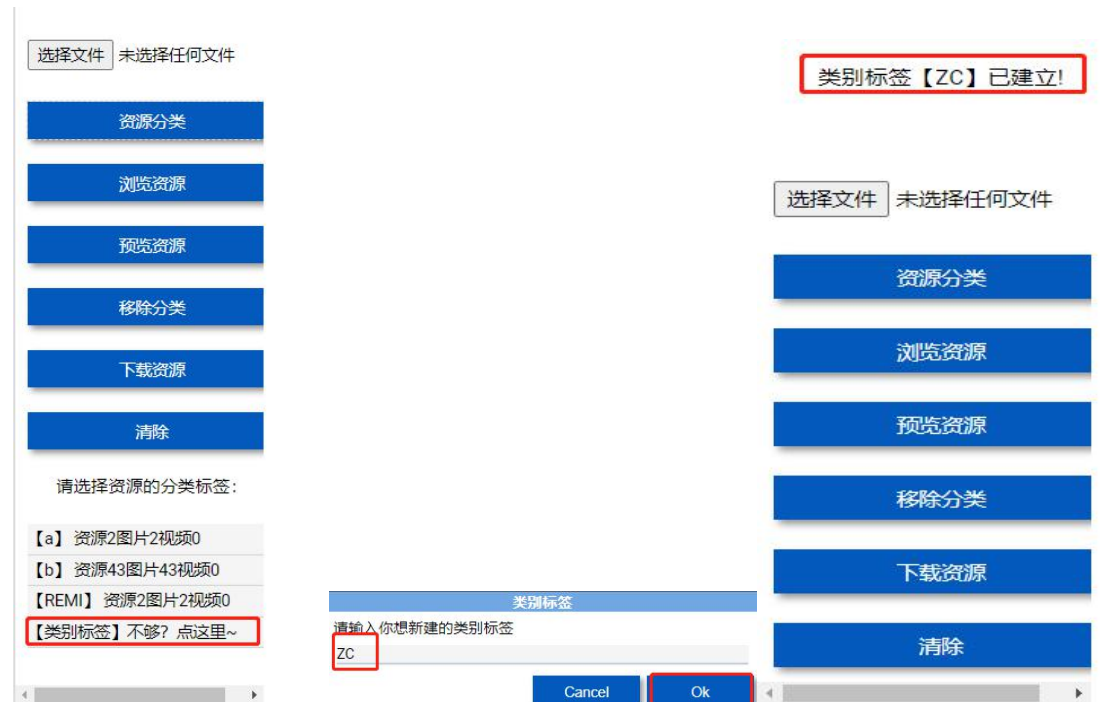 选择文件 未选择任何文件
资源分类
浏览资源
预览资源
移除分类
下载资源
清除
请选择资源的分类标签:
【a】 资源2图片2视频0
【b】 资源43图片43视频0
【REMI】 资源2图片2视频0
【类别标签】不够? 点这里~
类别标签
请输入你想新建的类别标签
ZC
Cancel Ok
类别标签【ZC】已建立!
选择文件 未选择任何文件
资源分类
浏览资源
预览资源
移除分类
下载资源
清除